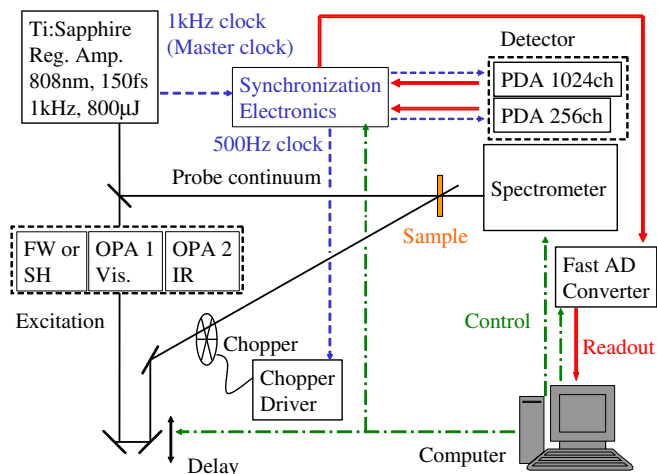 Ti:Sapphire
Reg. Amp.
808nm, 150fs
1kHz, 800μJ
1kHz clock
(Master clock)
Synchronization
Electronics
Detector
PDA 1024ch
PDA 256ch
500Hz clock
Probe continuum
Spectrometer
Sample
FW or
SH
OPA 1
Vis.
OPA 2
IR
Fast AD
Converter
Excitation
Control
Readout
Chopper
Chopper
Driver
Computer
Delay